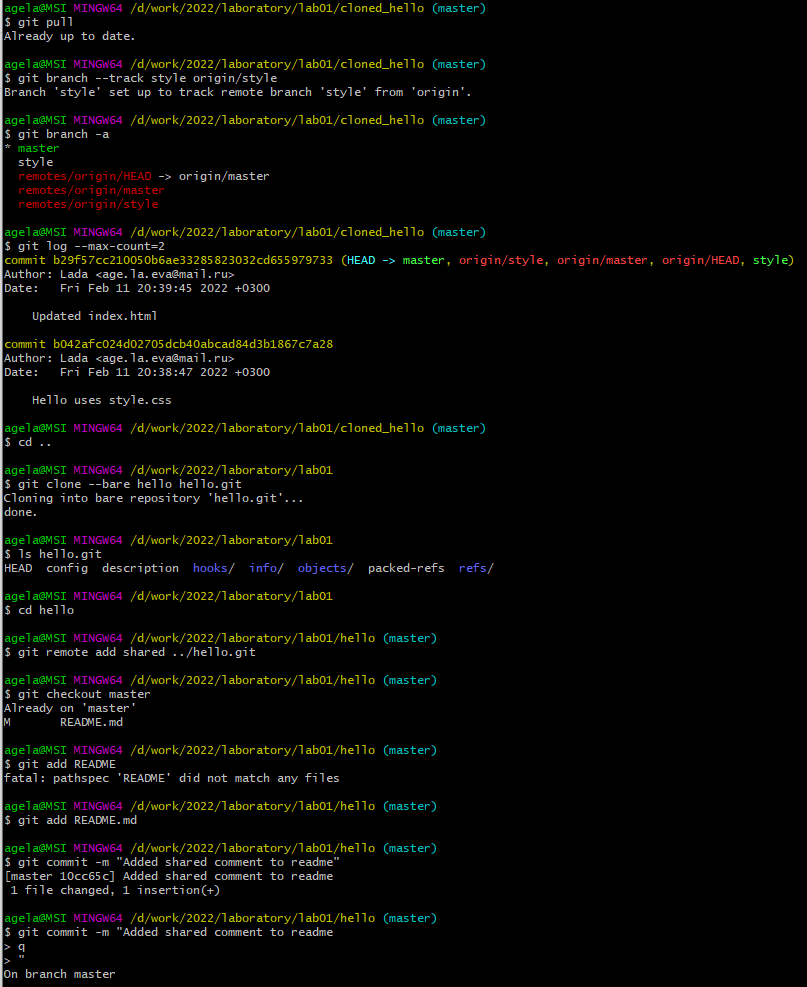 agela@MSI MINGW64 /d/work/2022/laboratory/lab01/cloned_hello (master)
$ git pull
Already up to date.
agela@MSI MINGW64 /d/work/2022/laboratory/lab01/cloned_hello (master)
$ git branch --track style origin/style
Branch 'style' set up to track remote branch 'style' from 'origin'.
agela@MSI MINGW64 /d/work/2022/laboratory/lab01/cloned_hello (master)
$ git branch -a
* master
  style
  remotes/origin/HEAD -> origin/master
  remotes/origin/master
  remotes/origin/style
agela@MSI MINGW64 /d/work/2022/laboratory/lab01/cloned_hello (master)
$ git log --max-count=2
commit b29f57cc210050b6ae33285823032cd655979733 (HEAD -> master, origin/style, origin/master, origin/HEAD, style)
Author: Lada <age.la.eva@mail.ru>
Date:   Fri Feb 11 20:39:45 2022 +0300
    Updated index.html
commit b042afc024d02705dcb40abcad84d3b1867c7a28
Author: Lada <age.la.eva@mail.ru>
Date:   Fri Feb 11 20:38:47 2022 +0300
    Hello uses style.css
agela@MSI MINGW64 /d/work/2022/laboratory/lab01/cloned_hello (master)
$ cd ..
agela@MSI MINGW64 /d/work/2022/laboratory/lab01
$ git clone --bare hello hello.git
Cloning into bare repository 'hello.git'...
done.
agela@MSI MINGW64 /d/work/2022/laboratory/lab01
$ ls hello.git
HEAD  config  description  hooks/  info/  objects/  packed-refs  refs/
agela@MSI MINGW64 /d/work/2022/laboratory/lab01
$ cd hello
agela@MSI MINGW64 /d/work/2022/laboratory/lab01/hello (master)
$ git remote add shared ../hello.git
agela@MSI MINGW64 /d/work/2022/laboratory/lab01/hello (master)
$ git checkout master
Already on 'master'
M       README.md
agela@MSI MINGW64 /d/work/2022/laboratory/lab01/hello (master)
$ git add README
fatal: pathspec 'README' did not match any files
agela@MSI MINGW64 /d/work/2022/laboratory/lab01/hello (master)
$ git add README.md
agela@MSI MINGW64 /d/work/2022/laboratory/lab01/hello (master)
$ git commit -m "Added shared comment to readme"
[master 10cc65c] Added shared comment to readme
 1 file changed, 1 insertion(+)
agela@MSI MINGW64 /d/work/2022/laboratory/lab01/hello (master)
$ git commit -m "Added shared comment to readme
> q
> "
On branch master